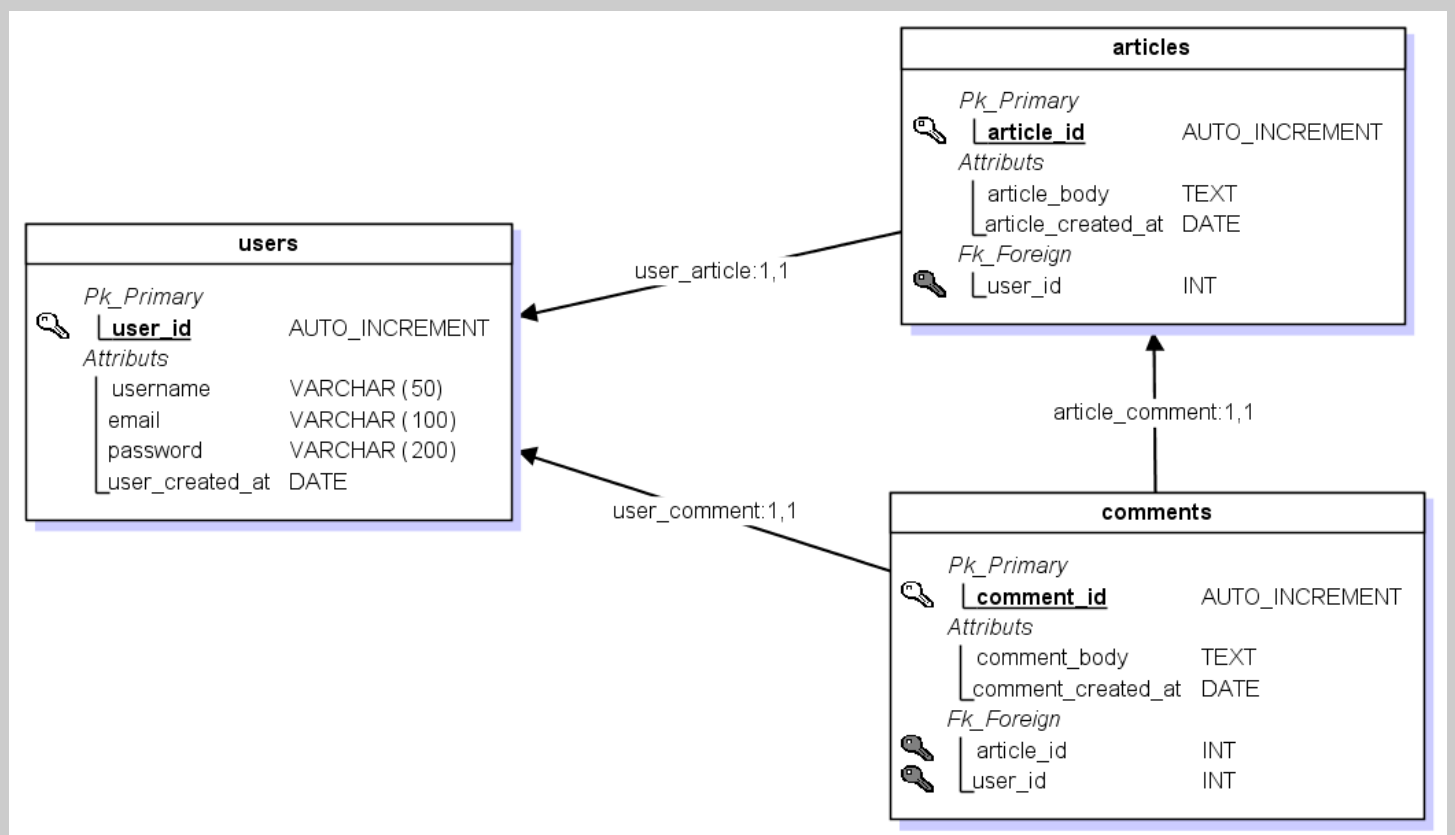 users
Pk_Primary
user_id AUTO_INCREMENT
Attributs
username VARCHAR (50)
email VARCHAR (100)
password VARCHAR (200)
user_created_at DATE
user_article:1,1
user_comment:1,1
articles
Pk_Primary
article_id AUTO_INCREMENT
Attributs
article_body TEXT
article_created_at DATE
Fk_Foreign
user_id INT
article_comment:1,1
comments
Pk_Primary
comment_id AUTO_INCREMENT
Attributs
comment_body TEXT
comment_created_at DATE
Fk_Foreign
article_id INT
user_id INT